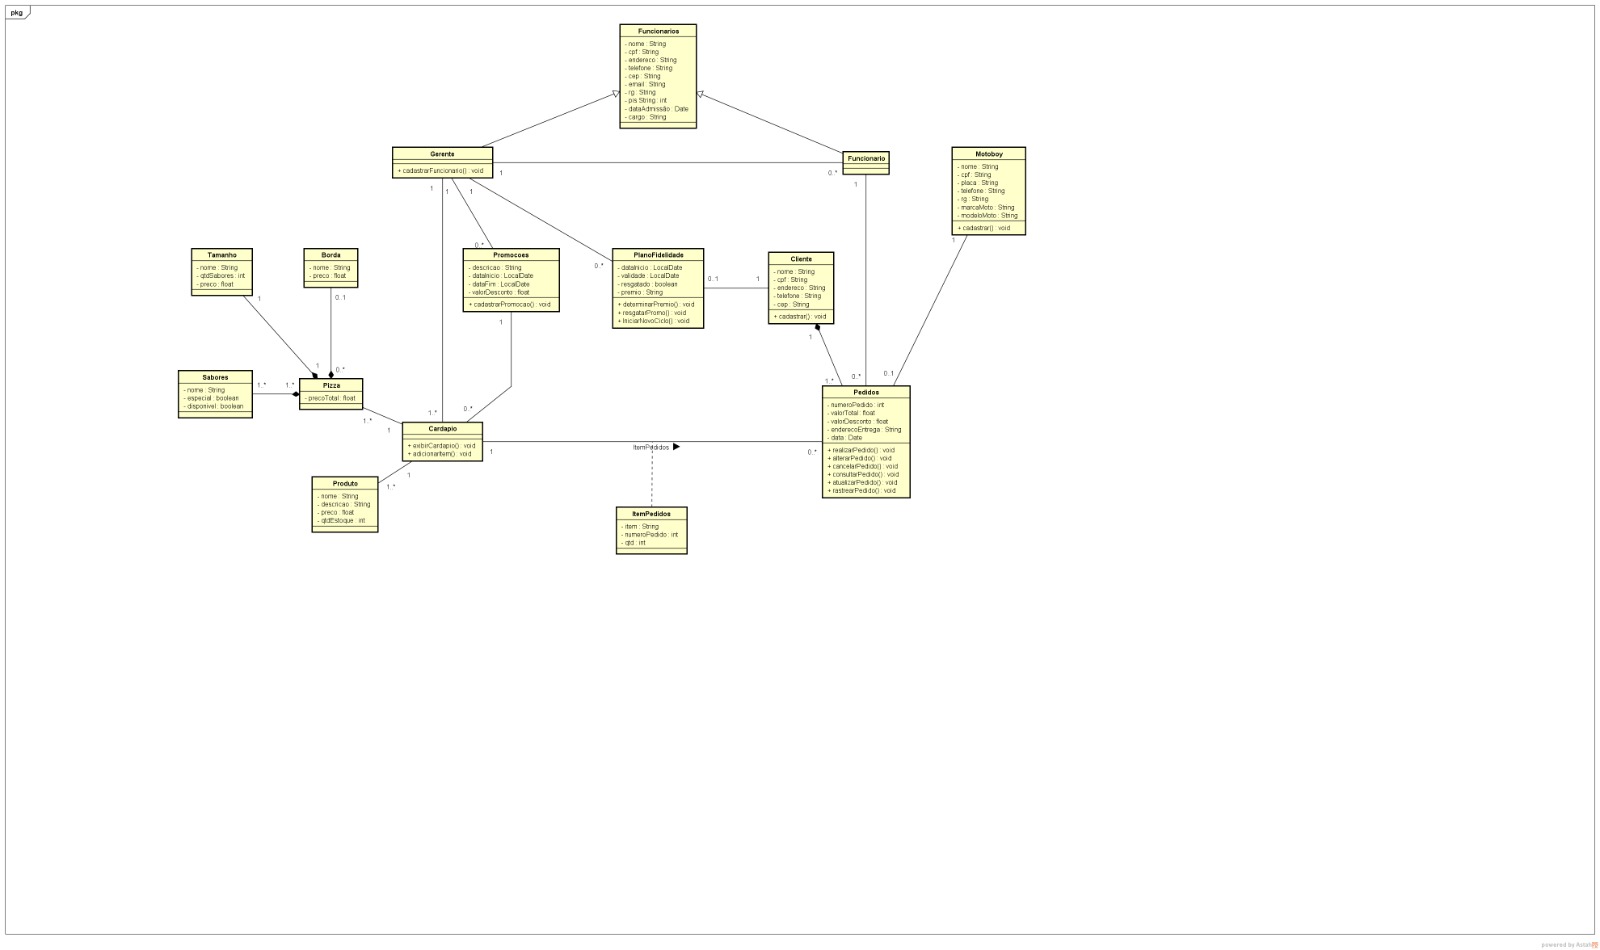 pkg
Funcionarios
- nome : String
- cpf : String
- endereco : String
- telefone : String
- cep : String
- email : String
- rg : String
- pis String : int
- dataAdmissão : Date
- cargo : String
Gerente
+ cadastrarFuncionario() : void
1
0..*
Funcionario
1
Motoboy
- nome : String
- cpf : String
- placa : String
- telefone : String
- rg : String
- marcaMoto : String
- modeloMoto : String
+ cadastrar() : void
1
1
1
1
0..*
0..*
Tamanho
- nome : String
- qtdSabores : int
- preco : float
1
Borda
- nome : String
- preco : float
0..1
Promocoes
- descricao : String
- dataInicio : LocalDate
- dataFim : LocalDate
- valorDesconto : float
+ cadastrarPromocao() : void
1
PlanoFidelidade
- dataInicio : LocalDate
- validade : LocalDate
- resgatado : boolean
- premio : String
+ determinarPremio() : void
+ resgatarPromo() : void
+ IniciarNovoCiclo() : void
0..1
1
Cliente
- nome : String
- cpf : String
- endereco : String
- telefone : String
- cep : String
+ cadastrar() : void
1
1
0..*
1..*
0..*
0..1
Sabores
- nome : String
- especial : boolean
- disponivel : boolean
1..*
1..*
Pizza
- precoTotal : float
1..*
1
1..*
0..*
Cardapio
+ exibirCardapio() : void
+ adicionarItem() : void
1
ItemPedidos
0..*
Pedidos
- numeroPedido : int
- valorTotal : float
- valorDesconto : float
- enderecoEntrega : String
- data : Date
+ realizarPedido() : void
+ alterarPedido() : void
+ cancelarPedido() : void
+ consultarPedido() : void
+ atualizarPedido() : void
+ rastrearPedido() : void
1
1..*
Produto
- nome : String
- descricao : String
- preco : float
- qtdEstoque : int
ItemPedidos
- item : String
- numeroPedido : int
- qtd : int
powered by Astah